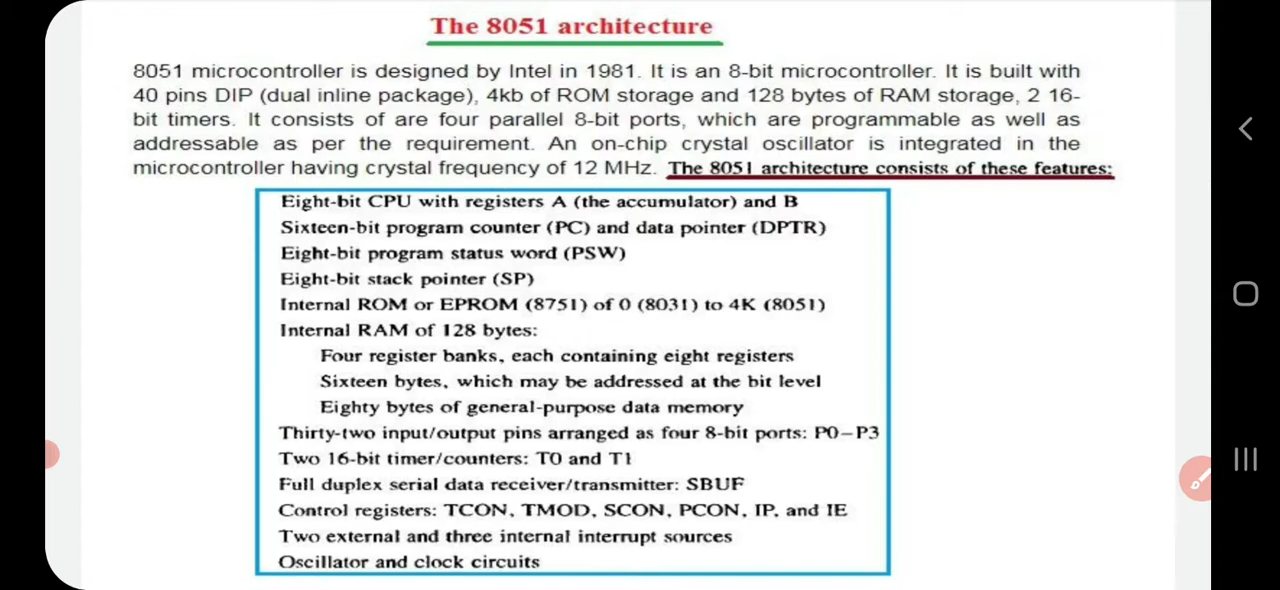 The 8051 architecture
8051 microcontroller is designed by Intel in 1981. It is an 8-bit microcontroller. It is built with
40 pins DIP (dual inline package), 4kb of ROM storage and 128 bytes of RAM storage, 2 16-
bit timers. It consists of are four parallel 8-bit ports, which are programmable as well as
addressable as per the requirement. An on-chip crystal oscillator is integrated in the
microcontroller having crystal frequency of 12 MHz. The 8051 architecture consists of these features:
Eight-bit CPU with registers A (the accumulator) and B
Sixteen-bit program counter (PC) and data pointer (DPTR)
Eight-bit program status word (PSW)
Eight-bit stack pointer (SP)
Internal ROM or EPROM (8751) of 0 (8031) to 4K (8051)
Internal RAM of 128 bytes:
Four register banks, each containing eight registers
Sixteen bytes, which may be addressed at the bit level
Eighty bytes of general-purpose data memory
Thirty-two input/output pins arranged as four 8-bit ports: P0–P3
Two 16-bit timer/counters: T0 and T1
Full duplex serial data receiver/transmitter: SBUF
Control registers: TCON, TMOD, SCON, PCON, IP, and IE
Two external and three internal interrupt sources
Oscillator and clock circuits